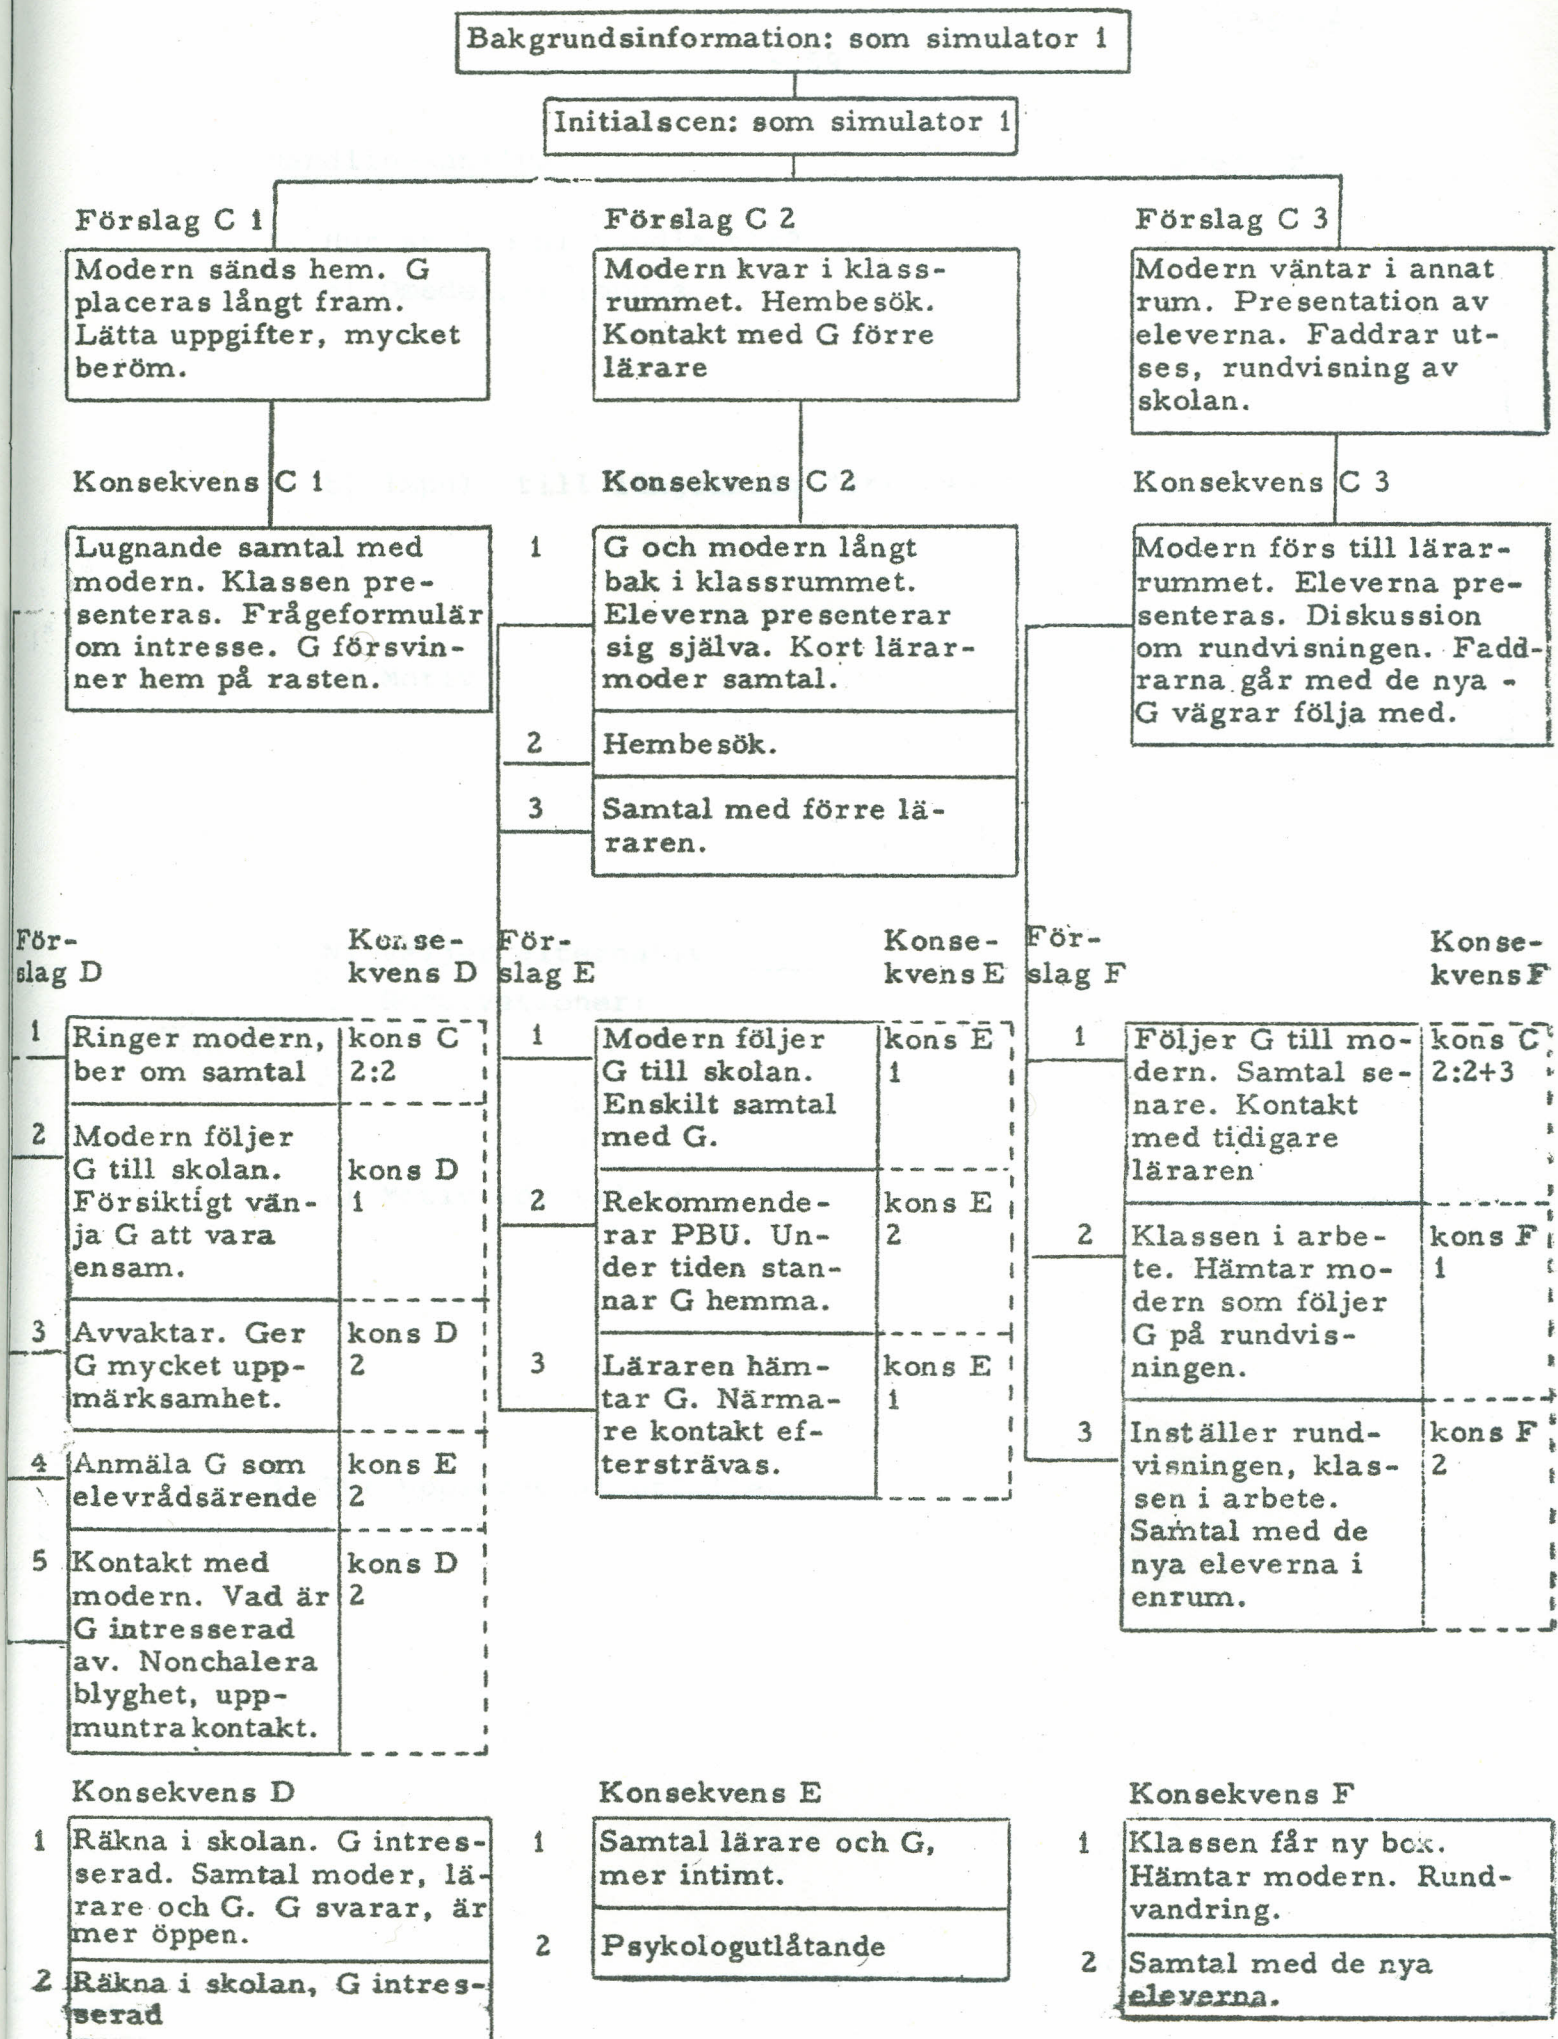 Bakgrundsinformation: som simulator 1
Initialscen: som simulator 1
Förslag C 1
Modern sänds hem. G
placeras långt fram.
Lätta uppgifter, mycket
beröm.
Förslag C 2
Modern kvar i klass-
rummet. Hembesök.
Kontakt med G förre
lärare
Förslag C 3
Modern väntar i annat
rum. Presentation av
eleverna. Faddrar ut-
ses, rundvisning av
skolan.
Konsekvens C 1
Lugnande samtal med
modern. Klassen pre-
senteras. Frågeformulär
om intresse. G försvin-
ner hem på rasten.
Konsekvens C 2
1 G och modern långt
bak i klassrummet.
Eleverna presenterar
sig själva. Kort lärar-
moder samtal.
2 Hembesök.
3 Samtal med förre lä-
raren.
Konsekvens C 3
Modern förs till lärar-
rummet. Eleverna pre-
senteras. Diskussion
om rundvisningen. Fadd-
rarna går med de nya -
G vägrar följa med.
För-
slag D
Konse-
kvens D
1 Ringer modern,
ber om samtal
kons C
2:2
2 Modern följer
G till skolan.
Försiktigt vän-
ja G att vara
ensam.
kons D
1
3 Avvaktar. Ger
G mycket upp-
märksamhet.
kons D
2
4 Anmäla G som
elevrådsärende
kons E
2
5 Kontakt med
modern. Vad är
G intresserad
av. Nonchalera
blyghet, upp-
muntra kontakt.
kons D
2
För-
slag E
Konse-
kvens E
1 Modern följer
G till skolan.
Enskilt samtal
med G.
kons E
1
2 Rekommende-
rar PBU. Un-
der tiden stan-
nar G hemma.
kons E
2
3 Läraren häm-
tar G. Närma-
re kontakt ef-
tersträvas.
kons E
1
För-
slag F
Konse-
kvens F
1 Följer G till mo-
dern. Samtal se-
nare. Kontakt
med tidigare
läraren
kons C
2:2+3
2 Klassen i arbe-
te. Hämtar mo-
dern som följer
G på rundvis-
ningen.
kons F
1
3 Inställer rund-
visningen, klas-
sen i arbete.
Samtal med de
nya eleverna i
enrum.
kons F
2
Konsekvens D
1 Räkna i skolan. G intres-
serad. Samtal moder, lä-
rare och G. G svarar, är
mer öppen.
2 Räkna i skolan, G intres-
serad
Konsekvens E
1 Samtal lärare och G,
mer intimt.
2 Psykologutlåtande
Konsekvens F
1 Klassen får ny bok.
Hämtar modern. Rund-
vandring.
2 Samtal med de nya
eleverna.